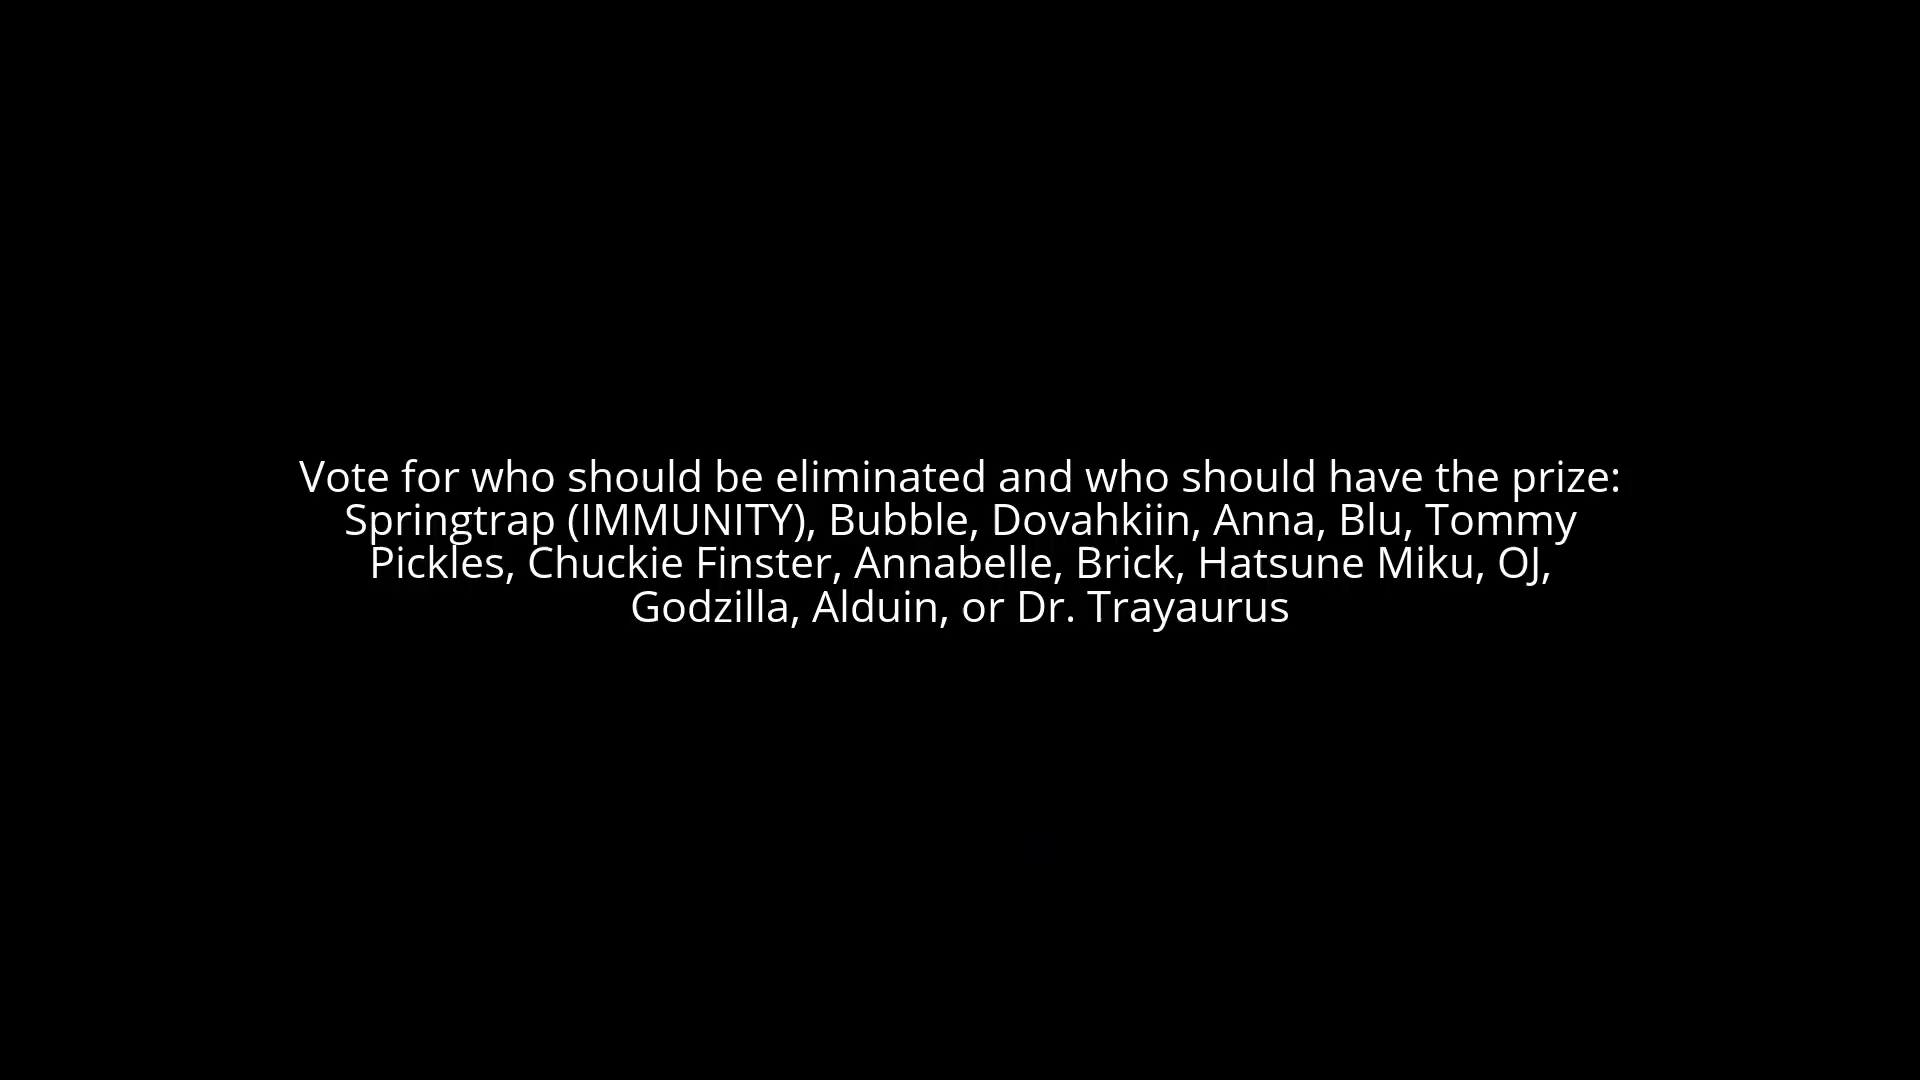 Vote for who should be eliminated and who should have the prize:
Springtrap (IMMUNITY), Bubble, Dovahkiin, Anna, Blu, Tommy
Pickles, Chuckie Finster, Annabelle, Brick, Hatsune Miku, OJ,
Godzilla, Alduin, or Dr. Trayaurus